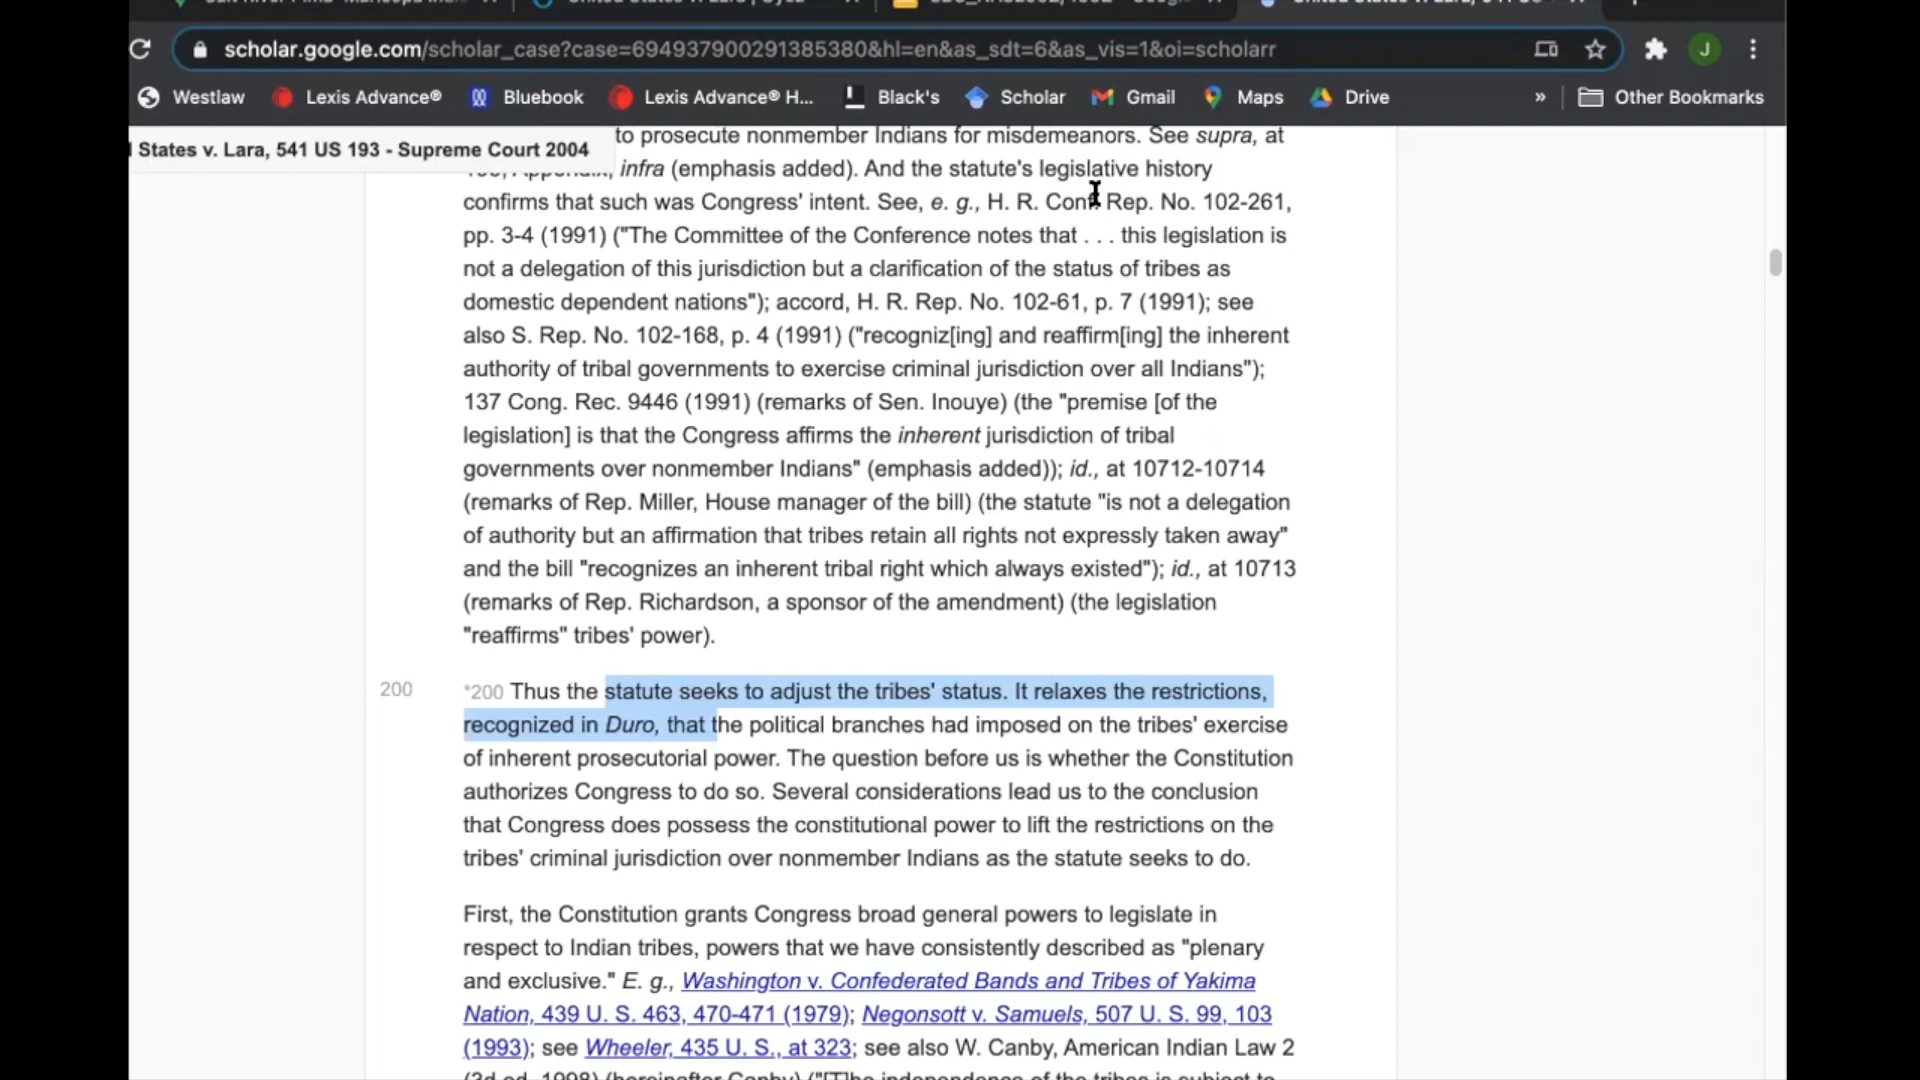 scholar.google.com/scholar_case?case=694937900291385380&hl=en&as_sdt=6&as_vis=1&oi=scholarr
J
Westlaw Lexis Advance® Bluebook Lexis Advance® H... Black's Scholar Gmail Maps Drive » Other Bookmarks
to prosecute nonmember Indians for misdemeanors. See supra, at
States v. Lara, 541 US 193 - Supreme Court 2004
infra (emphasis added). And the statute's legislative history
confirms that such was Congress' intent. See, e. g., H. R. Conf. Rep. No. 102-261,
pp. 3-4 (1991) ("The Committee of the Conference notes that . . . this legislation is
not a delegation of this jurisdiction but a clarification of the status of tribes as
domestic dependent nations"); accord, H. R. Rep. No. 102-61, p. 7 (1991); see
also S. Rep. No. 102-168, p. 4 (1991) ("recogniz[ing] and reaffirm[ing] the inherent
authority of tribal governments to exercise criminal jurisdiction over all Indians");
137 Cong. Rec. 9446 (1991) (remarks of Sen. Inouye) (the "premise [of the
legislation] is that the Congress affirms the inherent jurisdiction of tribal
governments over nonmember Indians" (emphasis added)); id., at 10712-10714
(remarks of Rep. Miller, House manager of the bill) (the statute "is not a delegation
of authority but an affirmation that tribes retain all rights not expressly taken away"
and the bill "recognizes an inherent tribal right which always existed"); id., at 10713
(remarks of Rep. Richardson, a sponsor of the amendment) (the legislation
"reaffirms" tribes' power).
200 *200 Thus the statute seeks to adjust the tribes' status. It relaxes the restrictions,
recognized in Duro, that the political branches had imposed on the tribes' exercise
of inherent prosecutorial power. The question before us is whether the Constitution
authorizes Congress to do so. Several considerations lead us to the conclusion
that Congress does possess the constitutional power to lift the restrictions on the
tribes' criminal jurisdiction over nonmember Indians as the statute seeks to do.
First, the Constitution grants Congress broad general powers to legislate in
respect to Indian tribes, powers that we have consistently described as "plenary
and exclusive." E. g., Washington v. Confederated Bands and Tribes of Yakima
Nation, 439 U. S. 463, 470-471 (1979); Negonsott v. Samuels, 507 U. S. 99, 103
(1993); see Wheeler, 435 U. S., at 323; see also W. Canby, American Indian Law 2
(3d ed. 1998) (hereinafter Canby) ("[T]he independence of the tribes is subject to